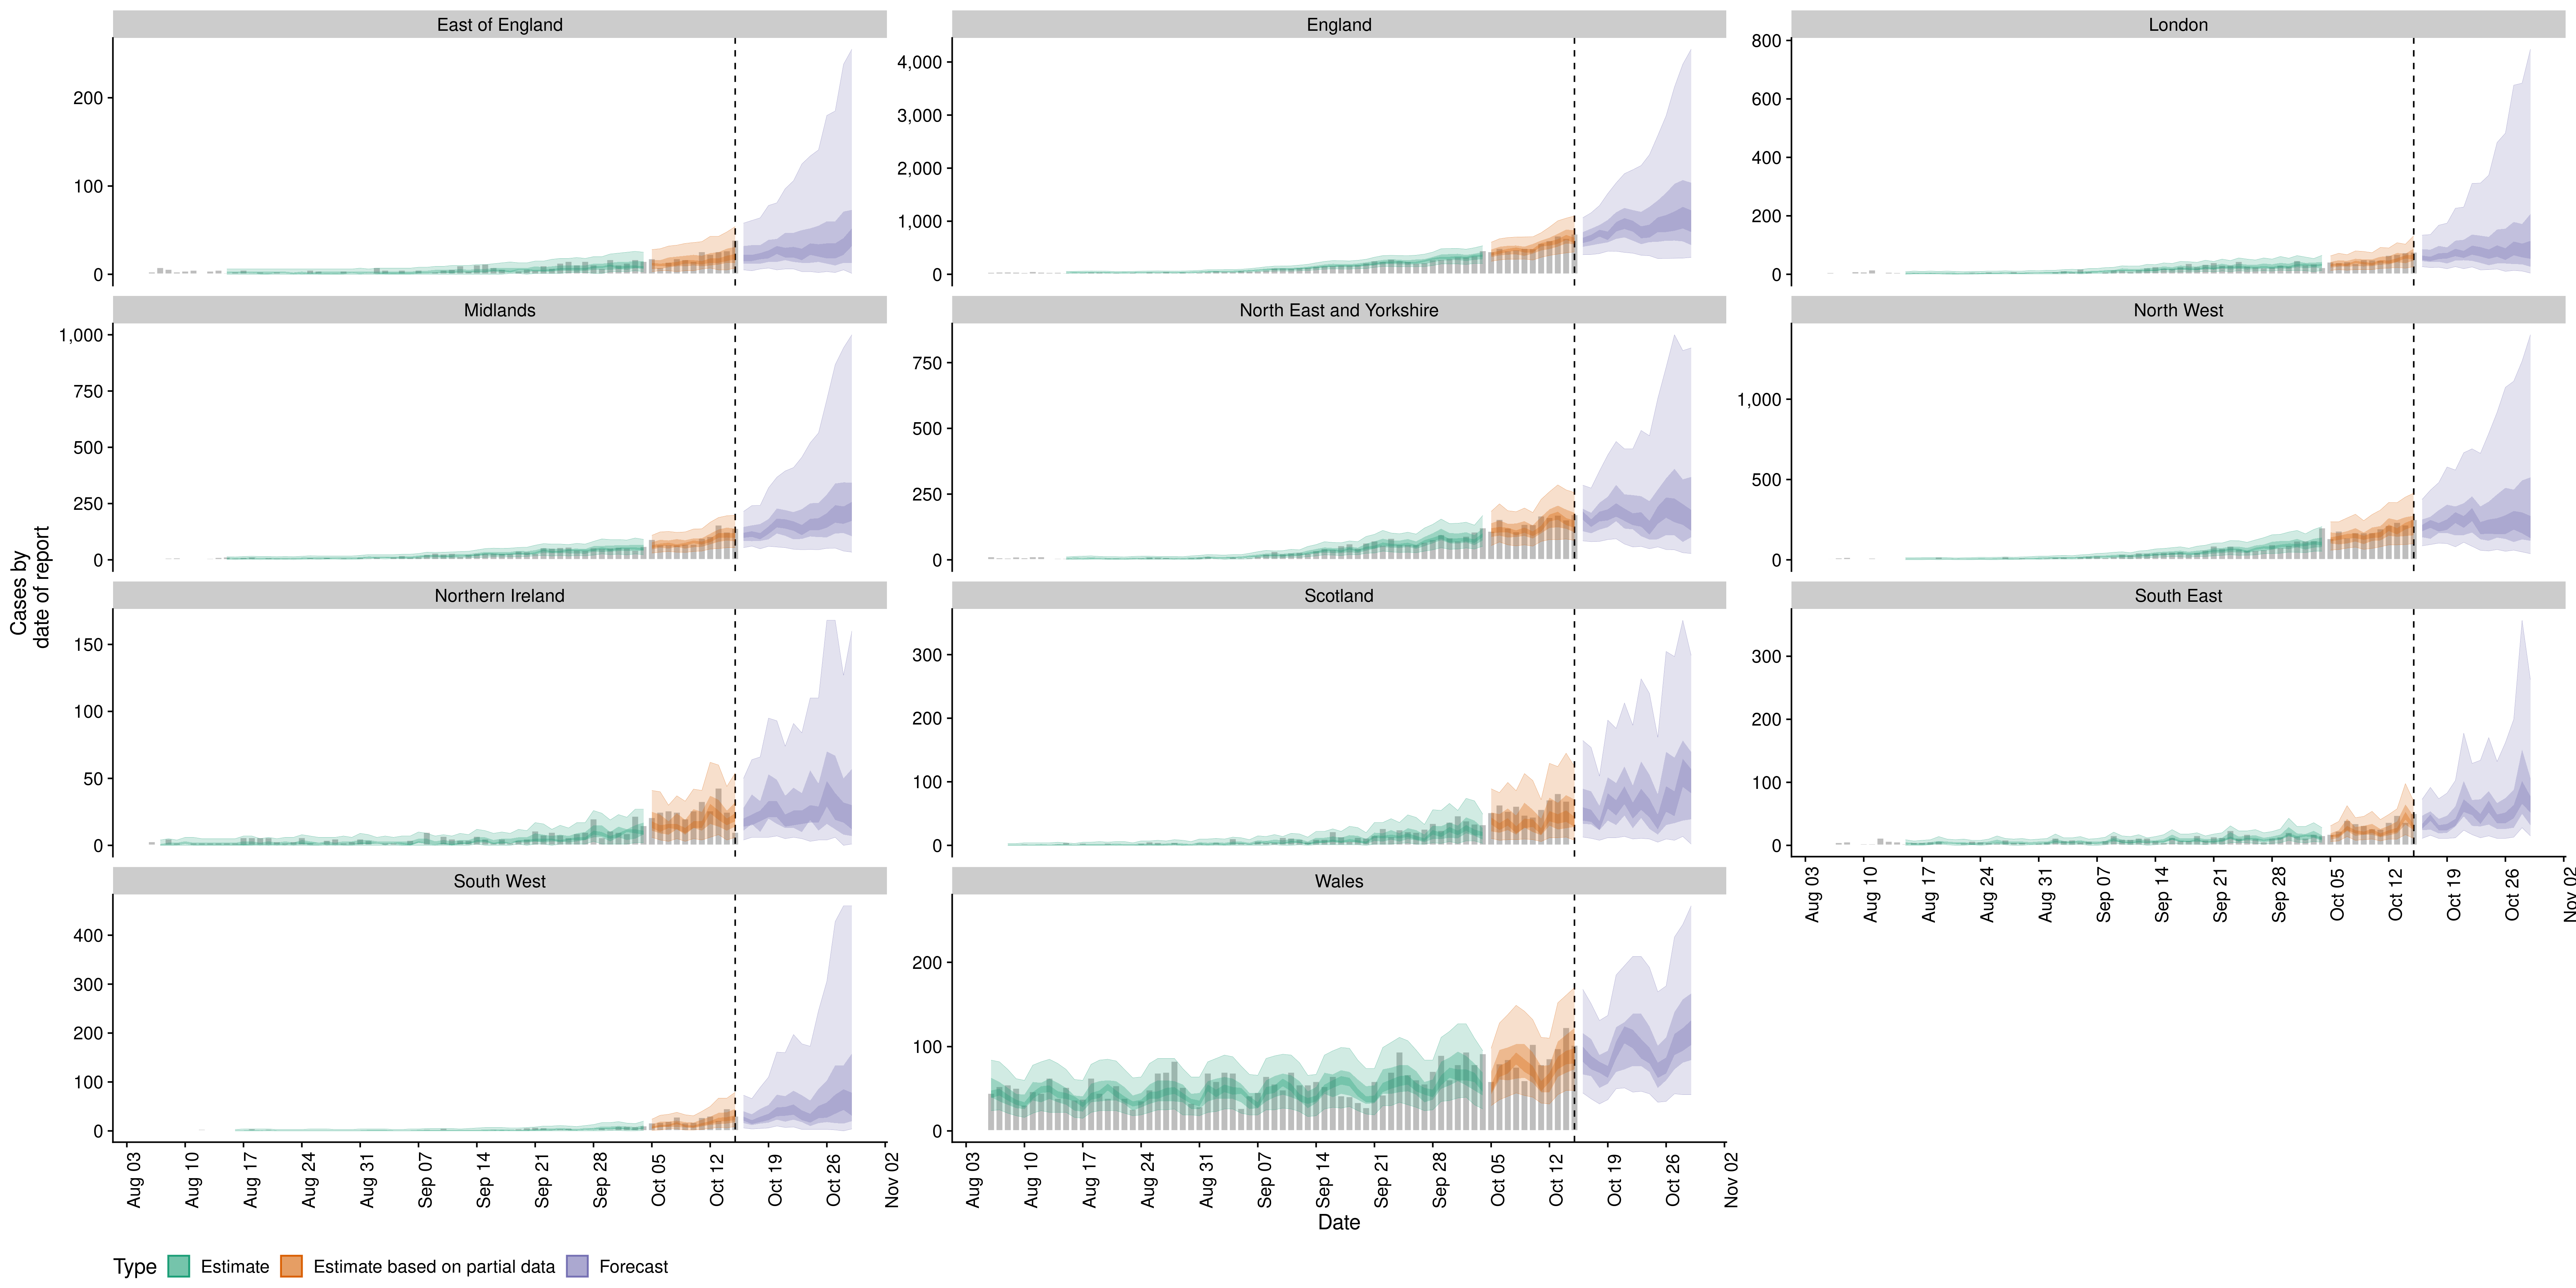 East of England
England
London
200
100
0
4,000
3,000
2,000
1,000
0
800
600
400
200
0
Midlands
North East and Yorkshire
North West
1,000
750
500
250
0
750
500
250
0
1,000
500
0
Northern Ireland
Scotland
South East
150
100
50
0
300
200
100
0
300
200
100
0
Aug 03
Aug 10
Aug 17
Aug 24
Aug 31
Sep 07
Sep 14
Sep 21
Sep 28
Oct 05
Oct 12
Oct 19
Oct 26
Nov 02
South West
Wales
400
300
200
100
0
200
100
0
Aug 03
Aug 10
Aug 17
Aug 24
Aug 31
Sep 07
Sep 14
Sep 21
Sep 28
Oct 05
Oct 12
Oct 19
Oct 26
Nov 02
Aug 03
Aug 10
Aug 17
Aug 24
Aug 31
Sep 07
Sep 14
Sep 21
Sep 28
Oct 05
Oct 12
Oct 19
Oct 26
Nov 02
Cases by
date of report
Date
Type Estimate Estimate based on partial data Forecast